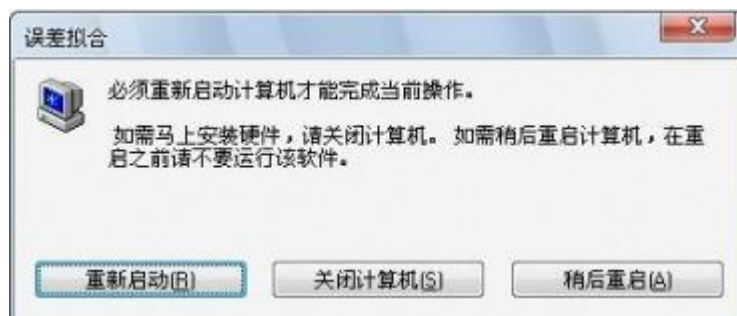 误差拟合
必须重新启动计算机才能完成当前操作。
如需马上安装硬件，请关闭计算机。 如需稍后重启计算机，在重
启之前请不要运行该软件。
重新启动(R) 关闭计算机(S) 稍后重启(A)